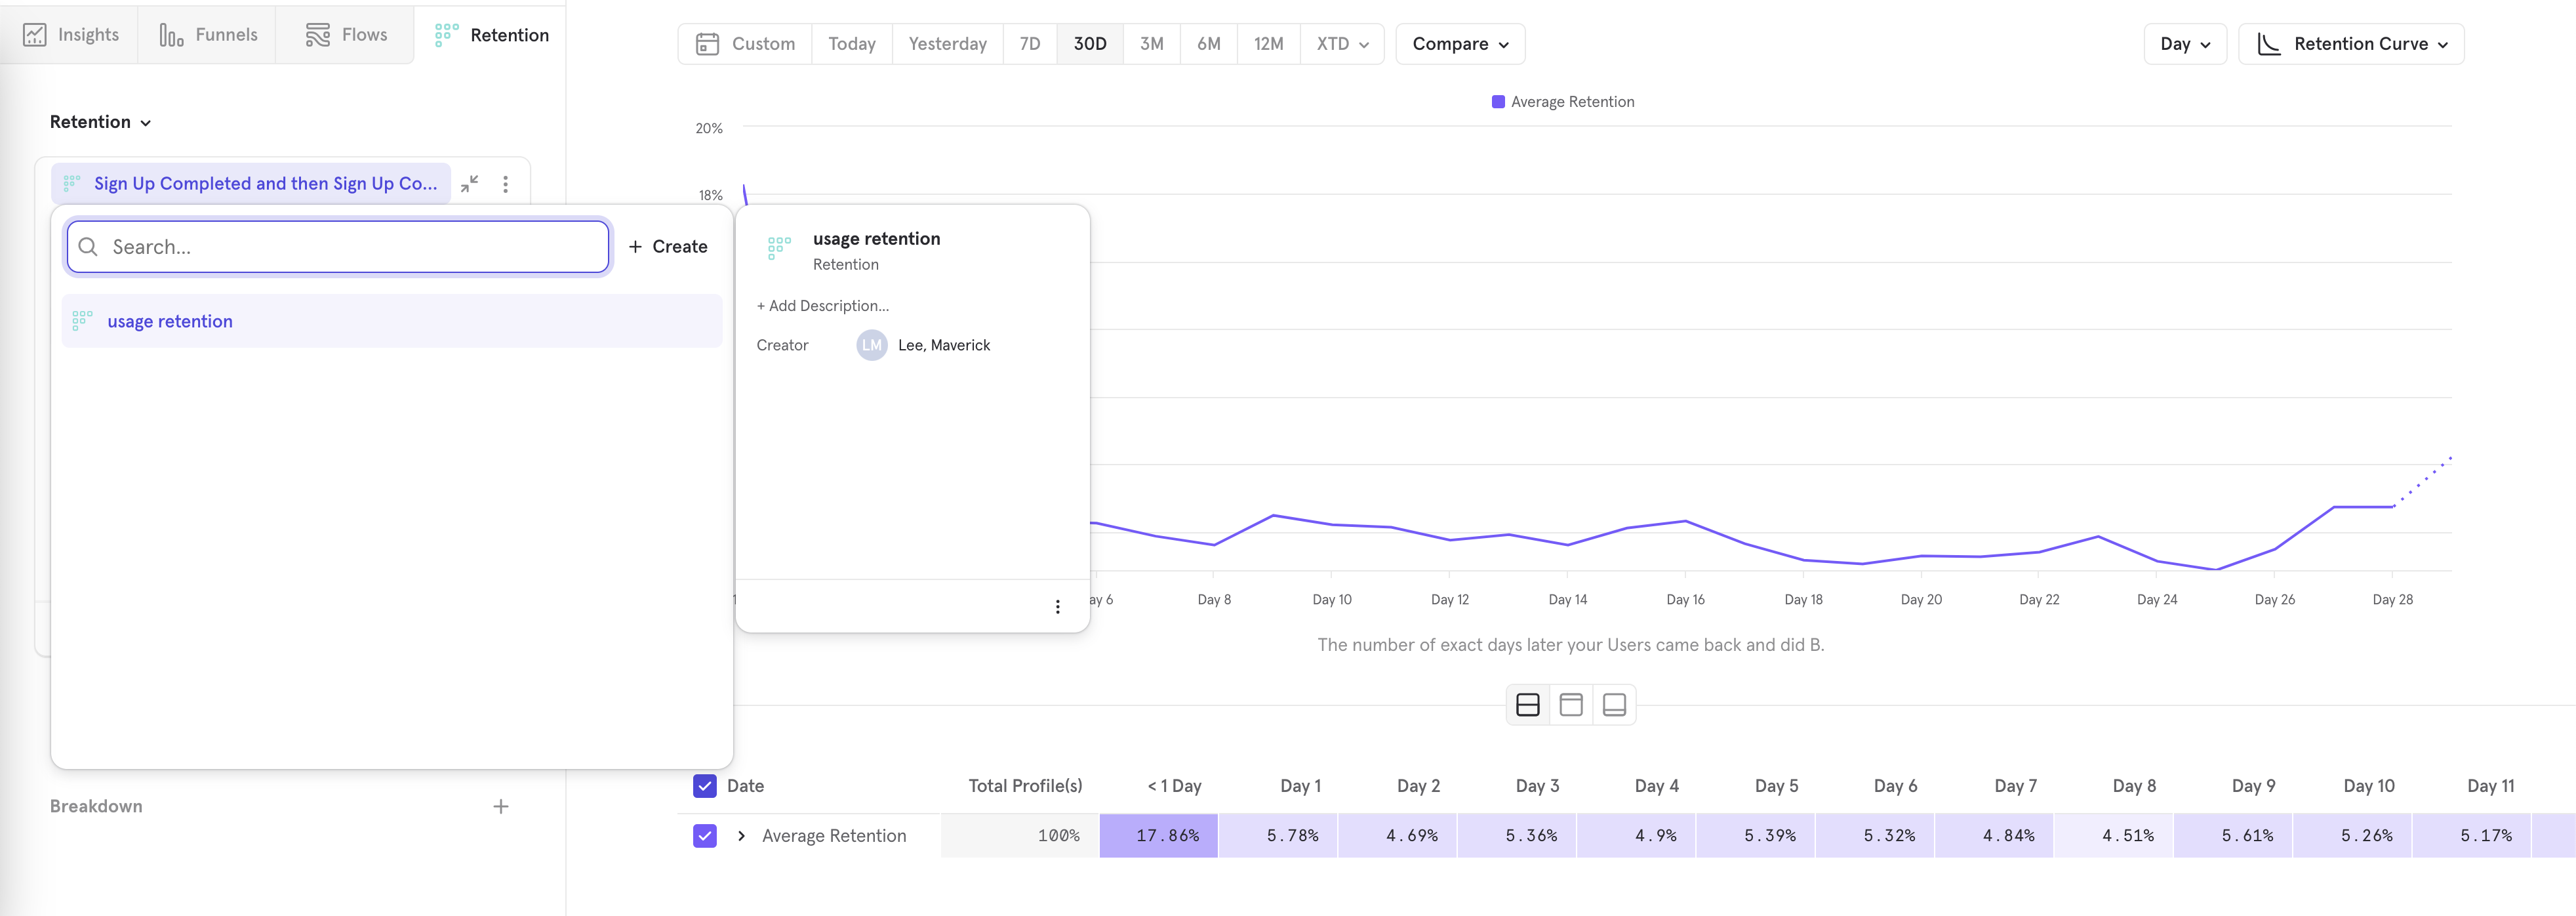 Insights
Funnels
Flows
Retention
Custom
Today
Yesterday
7D
30D
3M
6M
12M
XTD
Compare
Day
Retention Curve
Retention
Sign Up Completed and then Sign Up Co...
Search...
+ Create
usage retention
usage retention
Retention
+ Add Description...
Creator
LM
Lee, Maverick
Average Retention
20%
18%
ay 6
Day 8
Day 10
Day 12
Day 14
Day 16
Day 18
Day 20
Day 22
Day 24
Day 26
Day 28
The number of exact days later your Users came back and did B.
Breakdown
Date
Total Profile(s)
< 1 Day
Day 1
Day 2
Day 3
Day 4
Day 5
Day 6
Day 7
Day 8
Day 9
Day 10
Day 11
Average Retention
100%
17.86%
5.78%
4.69%
5.36%
4.9%
5.39%
5.32%
4.84%
4.51%
5.61%
5.26%
5.17%